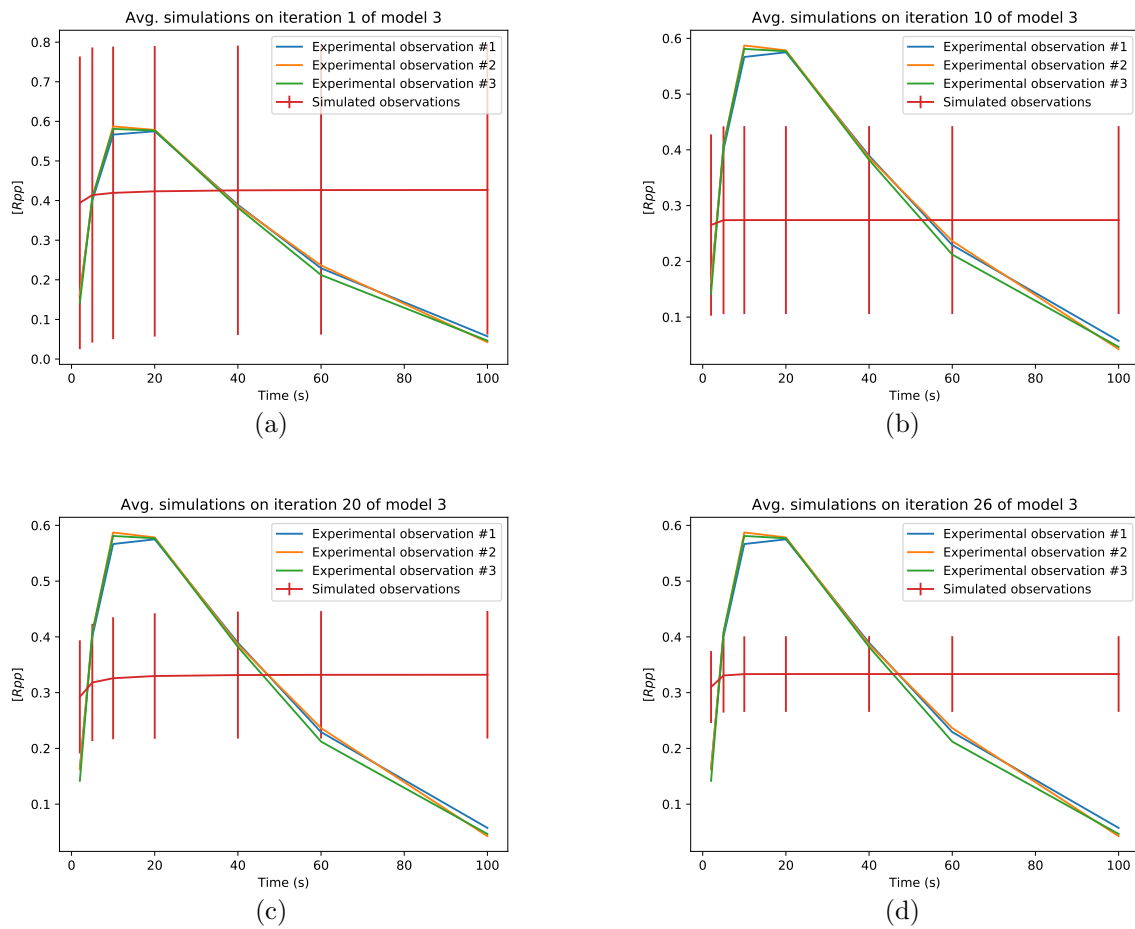 Avg. simulations on iteration 1 of model 3
Experimental observation #1
Experimental observation #2
Experimental observation #3
Simulated observations
0.8
0.7
0.6
0.5
0.4
0.3
0.2
0.1
0.0
[Rpp]
0 20 40 60 80 100
Time (s)
(a)
Avg. simulations on iteration 10 of model 3
Experimental observation #1
Experimental observation #2
Experimental observation #3
Simulated observations
0.6
0.5
0.4
0.3
0.2
0.1
[Rpp]
0 20 40 60 80 100
Time (s)
(b)
Avg. simulations on iteration 20 of model 3
Experimental observation #1
Experimental observation #2
Experimental observation #3
Simulated observations
0.6
0.5
0.4
0.3
0.2
0.1
[Rpp]
0 20 40 60 80 100
Time (s)
(c)
Avg. simulations on iteration 26 of model 3
Experimental observation #1
Experimental observation #2
Experimental observation #3
Simulated observations
0.6
0.5
0.4
0.3
0.2
0.1
[Rpp]
0 20 40 60 80 100
Time (s)
(d)